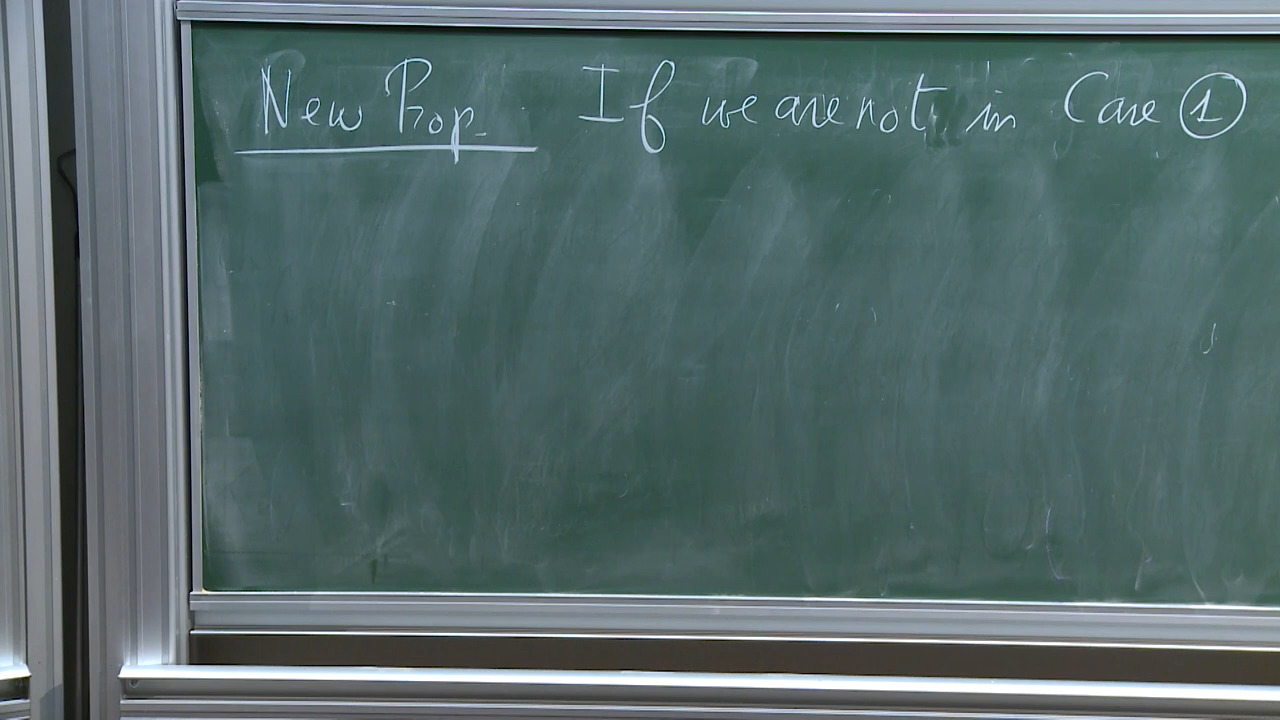 New Prop. If we are not in Case ①